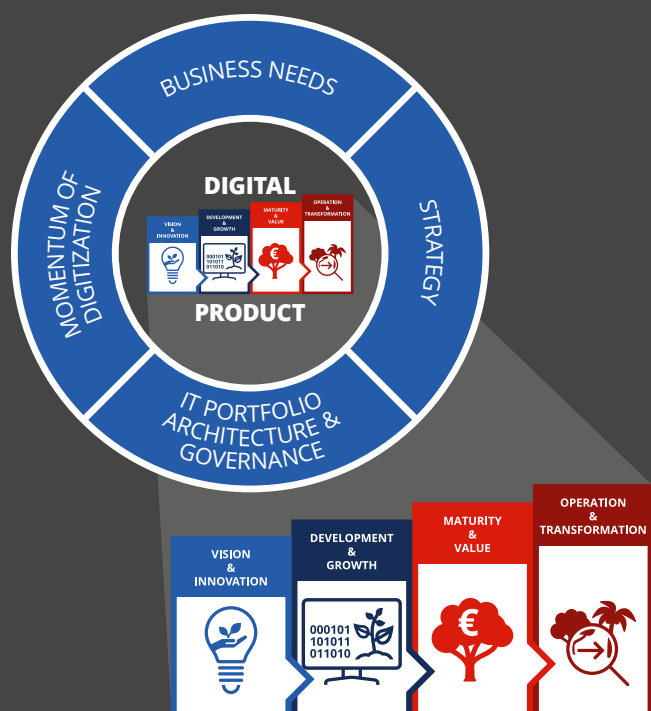 BUSINESS NEEDS
MOMENTUM OF
DIGITIZATION
STRATEGY
DIGITAL
VISION
&
INNOVATION
DEVELOPMENT
&
GROWTH
000101
101011
011010
MATURITY
&
VALUE
€
OPERATION
&
TRANSFORMATION
PRODUCT
IT PORTFOLIO
ARCHITECTURE &
GOVERNANCE
VISION
&
INNOVATION
DEVELOPMENT
&
GROWTH
000101
101011
011010
MATURITY
&
VALUE
€
OPERATION
&
TRANSFORMATION